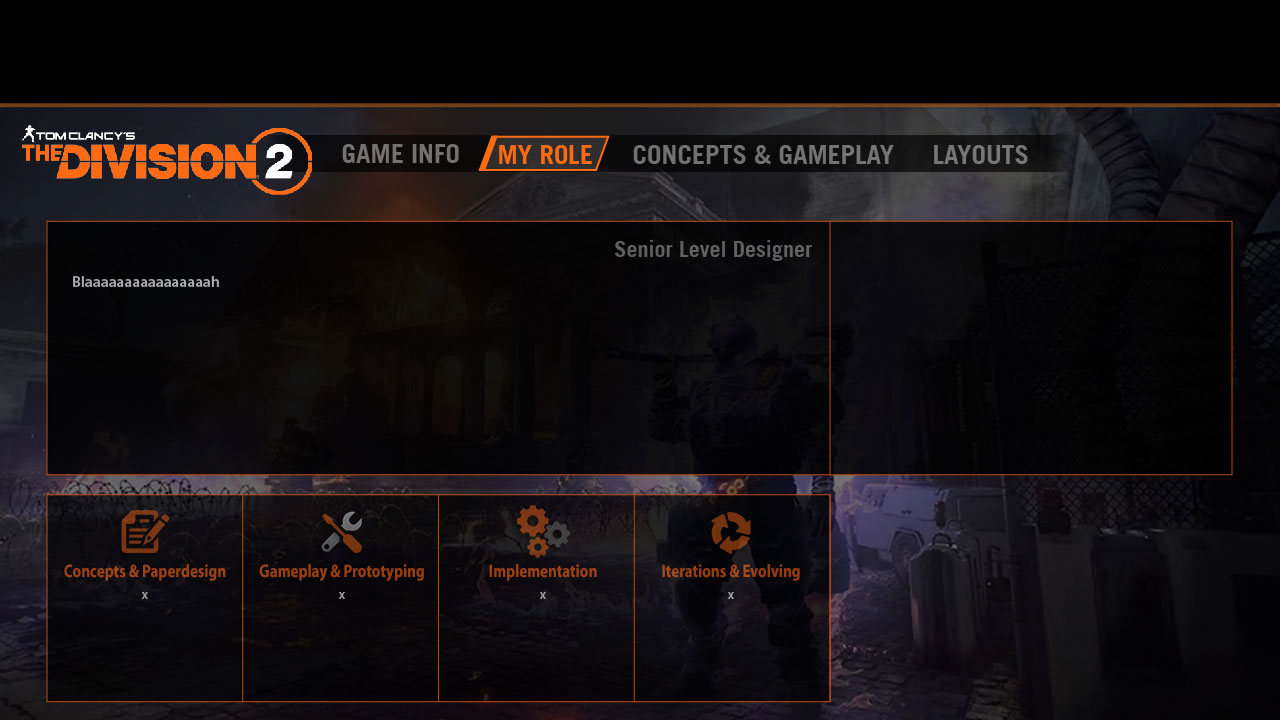 TOM CLANCY'S
THE DIVISION 2
GAME INFO MY ROLE CONCEPTS & GAMEPLAY LAYOUTS
Senior Level Designer
Blaaaaaaaaaaaaaaaah
Concepts & Paperdesign
x
Gameplay & Prototyping
x
Implementation
x
Iterations & Evolving
x